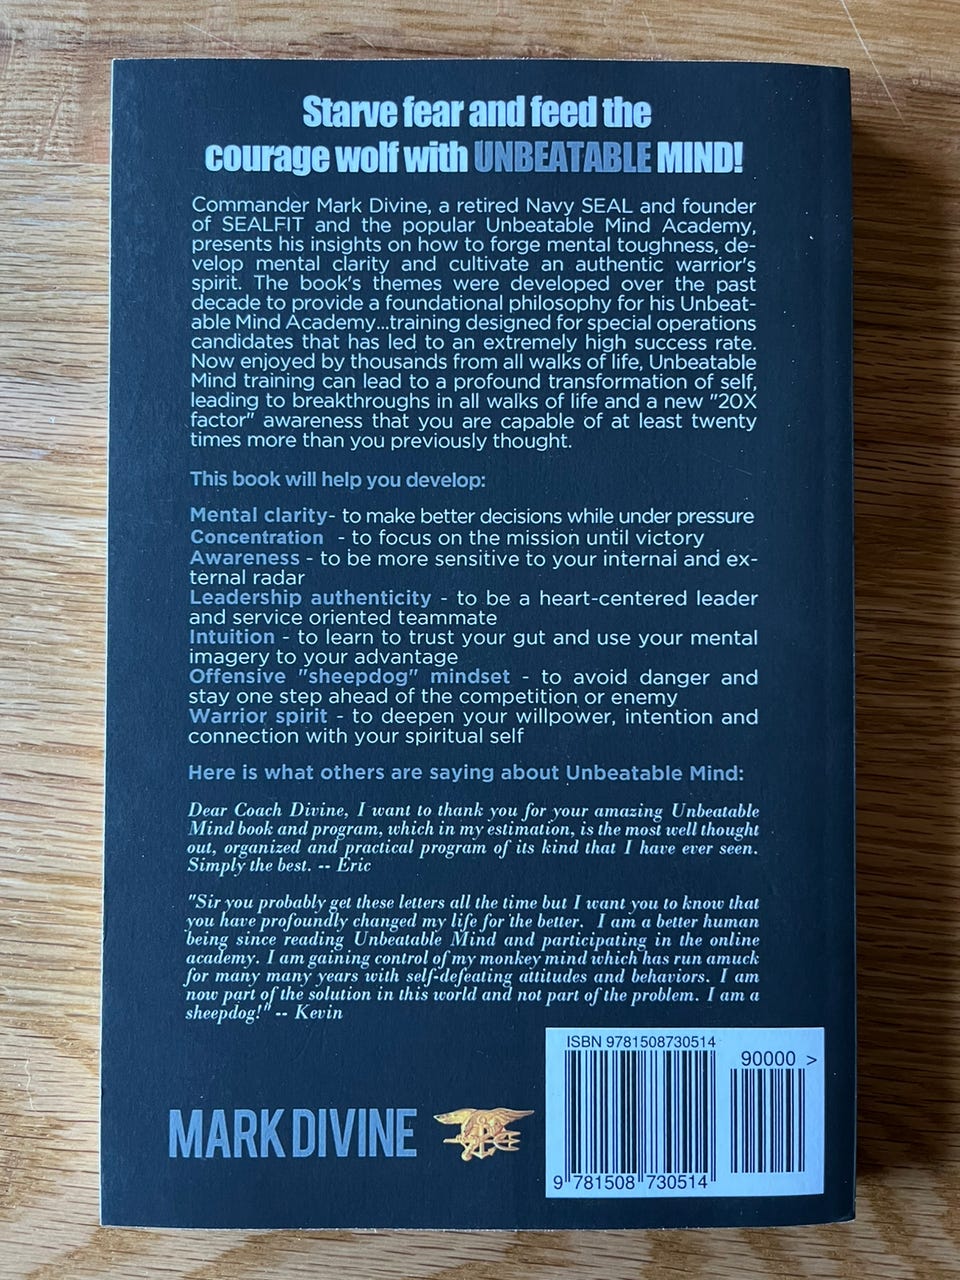 Starve fear and feed the
courage wolf with UNBEATABLE MIND!
Commander Mark Divine, a retired Navy SEAL and founder
of SEALFIT and the popular Unbeatable Mind Academy,
presents his insights on how to forge mental toughness, de-
velop mental clarity and cultivate an authentic warrior's
spirit. The book's themes were developed over the past
decade to provide a foundational philosophy for his Unbeat-
able Mind Academy...training designed for special operations
candidates that has led to an extremely high success rate.
Now enjoyed by thousands from all walks of life, Unbeatable
Mind training can lead to a profound transformation of self,
leading to breakthroughs in all walks of life and a new "20X
factor" awareness that you are capable of at least twenty
times more than you previously thought.
This book will help you develop:
Mental clarity- to make better decisions while under pressure
Concentration - to focus on the mission until victory
Awareness - to be more sensitive to your internal and ex-
ternal radar
Leadership authenticity - to be a heart-centered leader
and service oriented teammate
Intuition - to learn to trust your gut and use your mental
imagery to your advantage
Offensive "sheepdog" mindset - to avoid danger and
stay one step ahead of the competition or enemy
Warrior spirit - to deepen your willpower, intention and
connection with your spiritual self
Here is what others are saying about Unbeatable Mind:
Dear Coach Divine, I want to thank you for your amazing Unbeatable
Mind book and program, which in my estimation, is the most well thought
out, organized and practical program of its kind that I have ever seen.
Simply the best. -- Eric
"Sir you probably get these letters all the time but I want you to know that
you have profoundly changed my life for the better. I am a better human
being since reading Unbeatable Mind and participating in the online
academy. I am gaining control of my monkey mind which has run amuck
for many many years with self-defeating attitudes and behaviors. I am
now part of the solution in this world and not part of the problem. I am a
sheepdog!" -- Kevin
ISBN 9781508730514
90000 >
9 781508 730514
MARK DIVINE